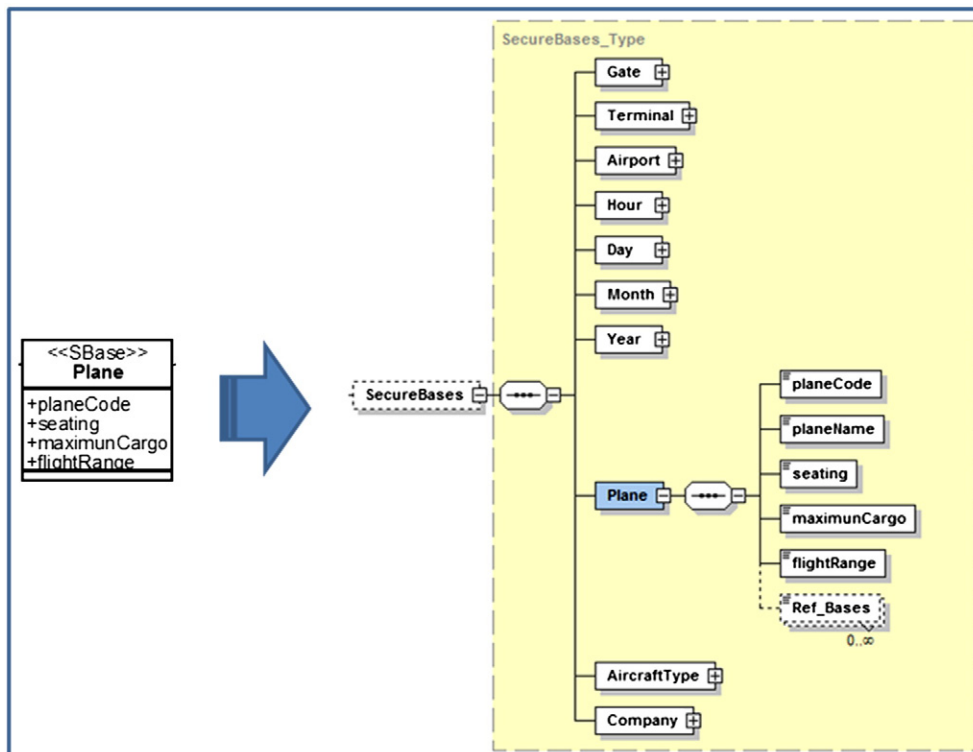 SecureBases_Type
Gate
Terminal
Airport
Hour
Day
Month
Year
<<SBase>>
Plane
+planeCode
+seating
+maximunCargo
+flightRange
SecureBases
Plane
planeCode
planeName
seating
maximunCargo
flightRange
Ref_Bases
0..∞
AircraftType
Company